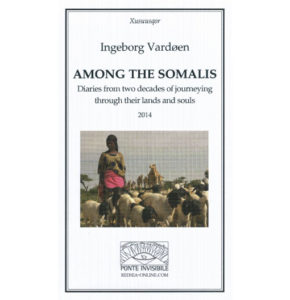 Xusuusqor
Ingeborg Vardøen
AMONG THE SOMALIS
Diaries from two decades of journeying
through their lands and souls
2014
PONTE INVISIBILE
REDSEA-ONLINE.COM